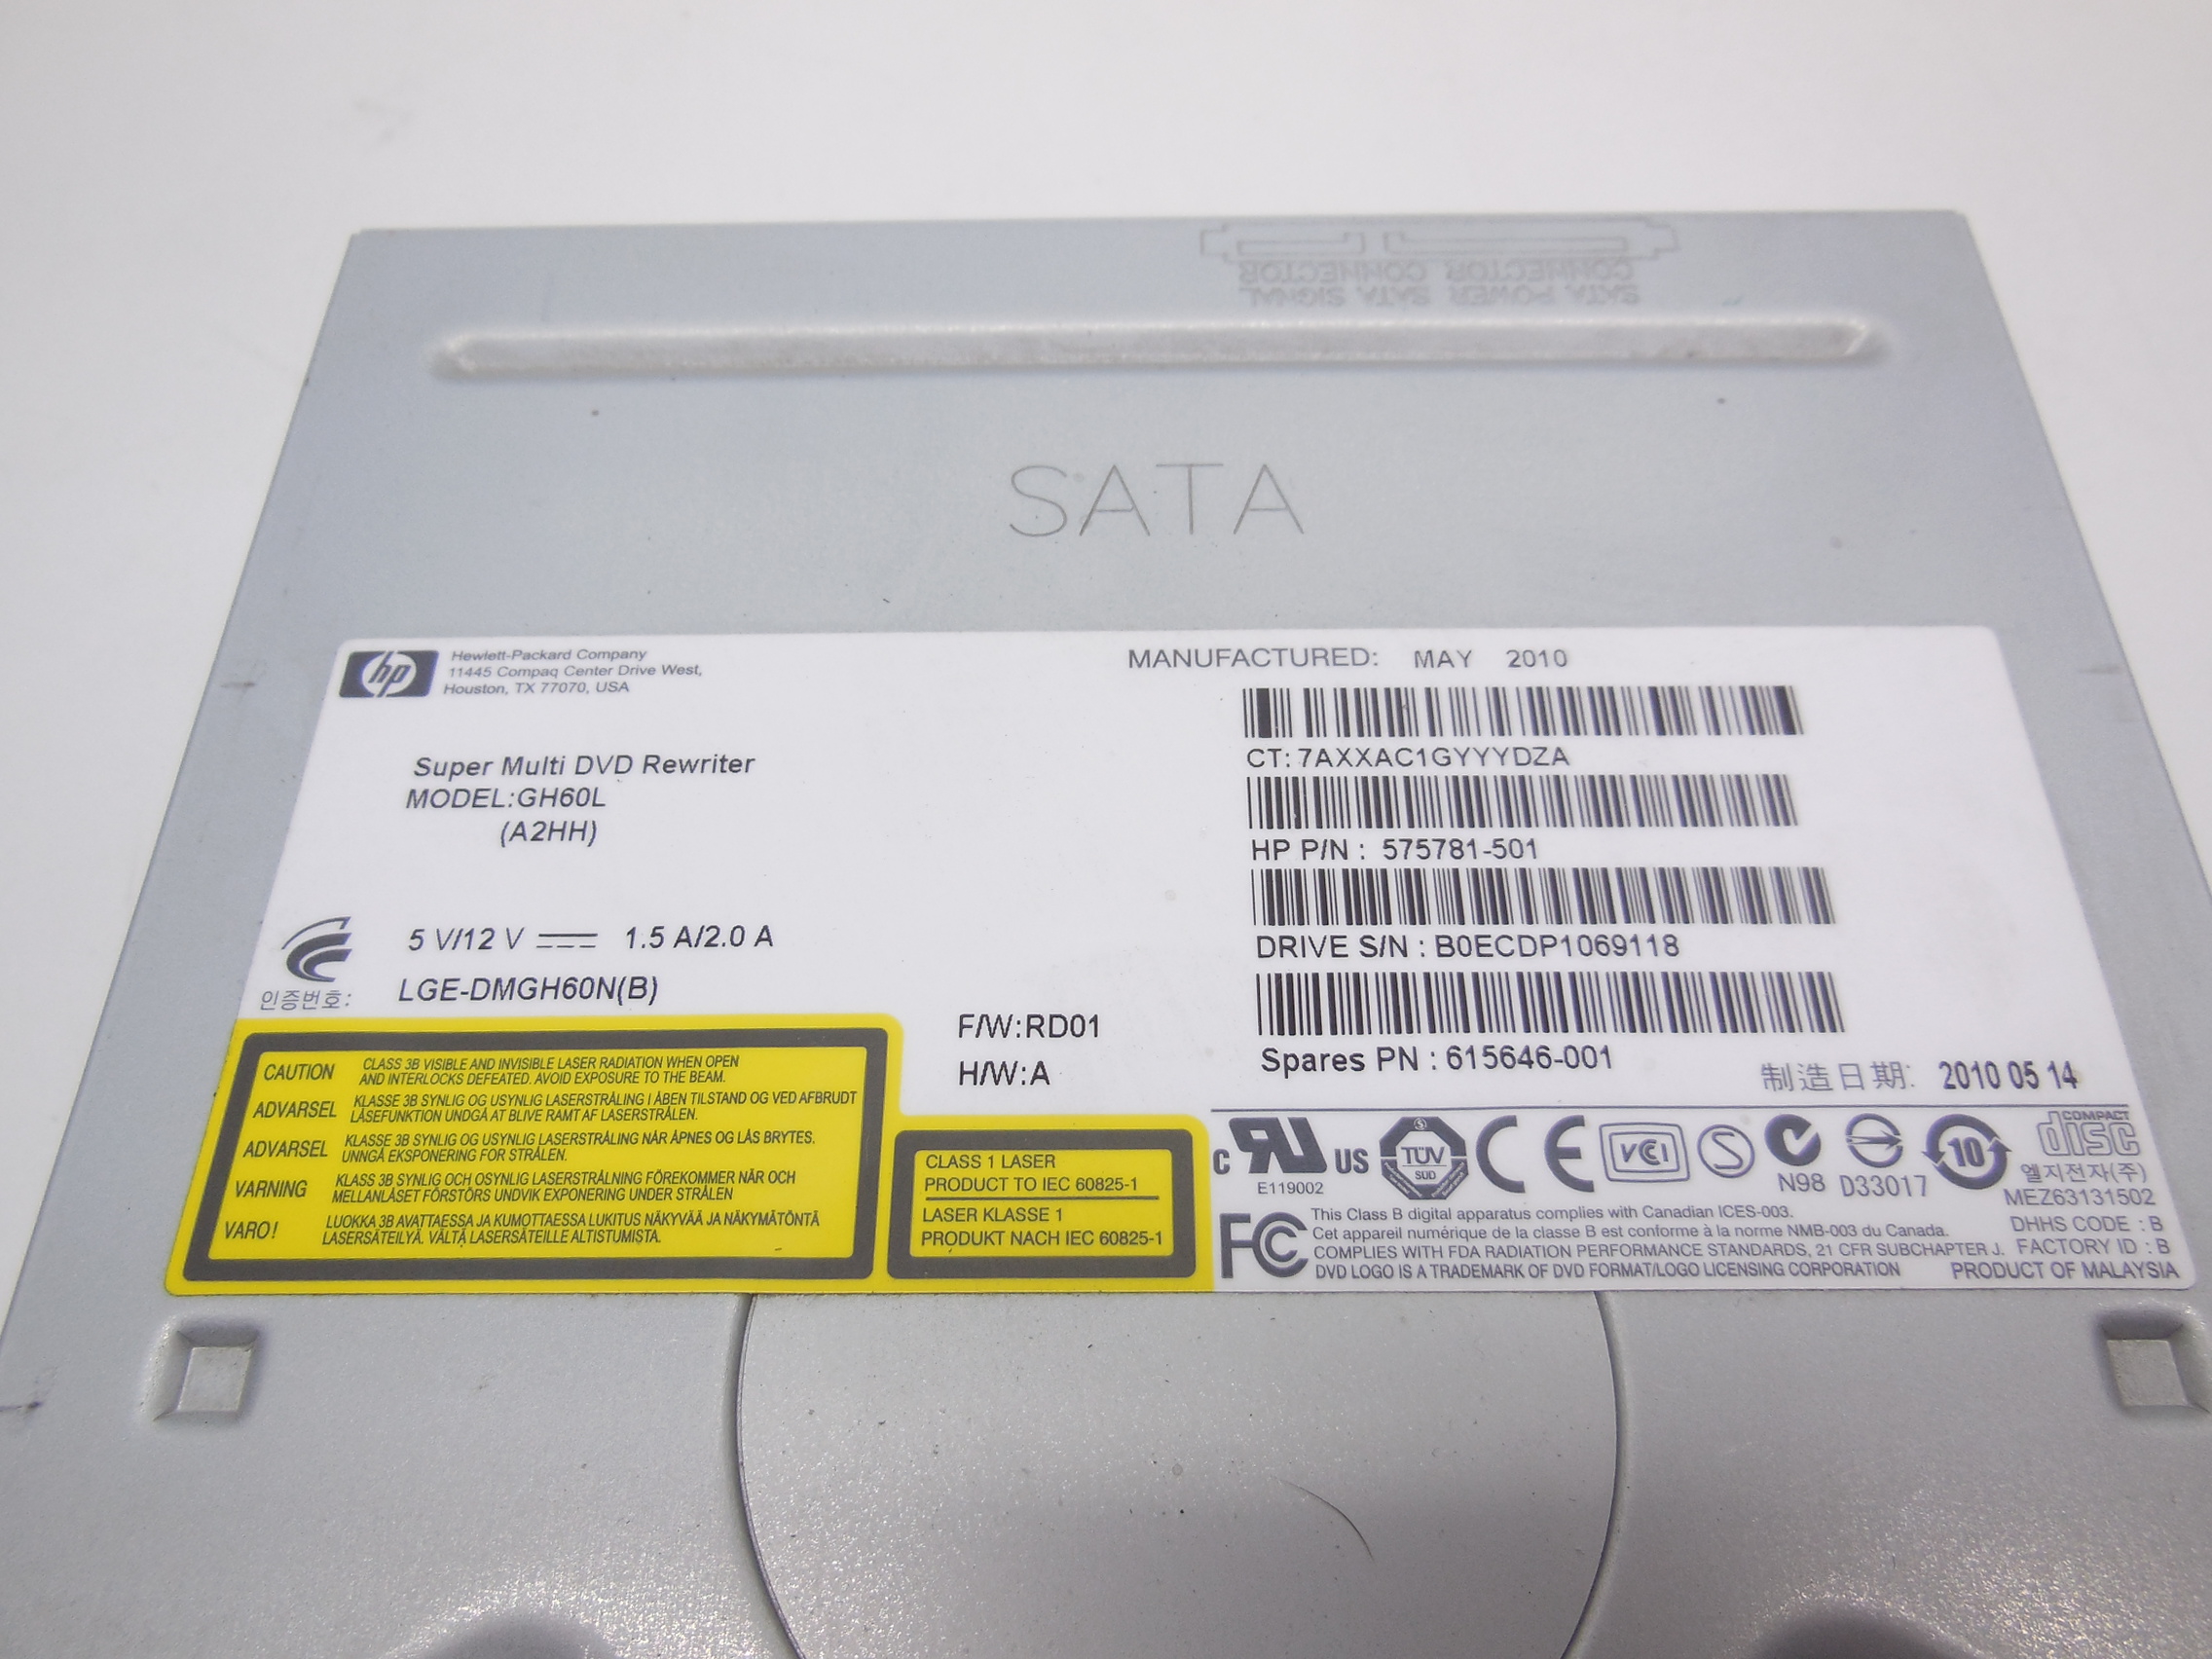 SATA POWER SATA SIGNAL
CONNECTOR CONNECTOR
SATA
hp
Hewlett-Packard Company
11445 Compaq Center Drive West,
Houston, TX 77070, USA
MANUFACTURED: MAY 2010
Super Multi DVD Rewriter
MODEL:GH60L
(A2HH)
5 V/12 V 1.5 A/2.0 A
인증번호: LGE-DMGH60N(B)
F/W:RD01
H/W:A
CT: 7AXXAC1GYYYDZA
HP P/N : 575781-501
DRIVE S/N : B0ECDP1069118
Spares PN : 615646-001
制造日期: 2010 05 14
CAUTION CLASS 3B VISIBLE AND INVISIBLE LASER RADIATION WHEN OPEN
AND INTERLOCKS DEFEATED. AVOID EXPOSURE TO THE BEAM.
ADVARSEL KLASSE 3B SYNLIG OG USYNLIG LASERSTRÅLING I ÅBEN TILSTAND OG VED AFBRUDT
LÅSEFUNKTION UNDGÅ AT BLIVE RAMT AF LASERSTRÅLEN.
ADVARSEL KLASSE 3B SYNLIG OG USYNLIG LASERSTRÅLING NÅR ÅPNES OG LÅS BRYTES.
UNNGÅ EKSPONERING FOR STRÅLEN.
VARNING KLASS 3B SYNLIG OCH OSYNLIG LASERSTRÅLNING FÖREKOMMER NÄR OCH
MELLANLÅSET FÖRSTÖRS UNDVIK EXPONERING UNDER STRÅLEN
VARO! LUOKKA 3B AVATTAESSA JA KUMOTTAESSA LUKITUS NÄKYVÄÄ JA NÄKYMÄTÖNTÄ
LASERSÄTEILYÄ. VÄLTÄ LASERSÄTEILLE ALTISTUMISTA.
CLASS 1 LASER
PRODUCT TO IEC 60825-1
LASER KLASSE 1
PRODUKT NACH IEC 60825-1
C RU US
E119002
TÜV
SÜD
CE
VCI
S
N98
D33017
10
COMPACT
disc
엘지전자(주)
MEZ63131502
FC
This Class B digital apparatus complies with Canadian ICES-003.
Cet appareil numérique de la classe B est conforme à la norme NMB-003 du Canada.
COMPLIES WITH FDA RADIATION PERFORMANCE STANDARDS, 21 CFR SUBCHAPTER J.
DVD LOGO IS A TRADEMARK OF DVD FORMAT/LOGO LICENSING CORPORATION
DHHS CODE : B
FACTORY ID : B
PRODUCT OF MALAYSIA